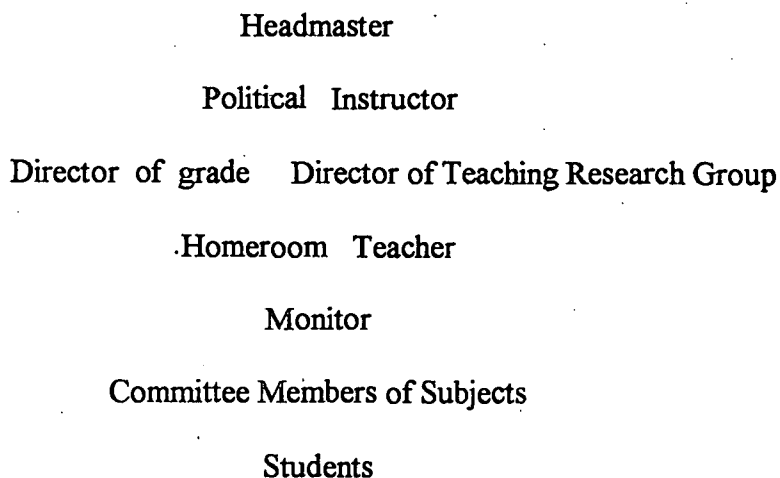 Headmaster
Political Instructor
Director of grade Director of Teaching Research Group
Homeroom Teacher
Monitor
Committee Members of Subjects
Students